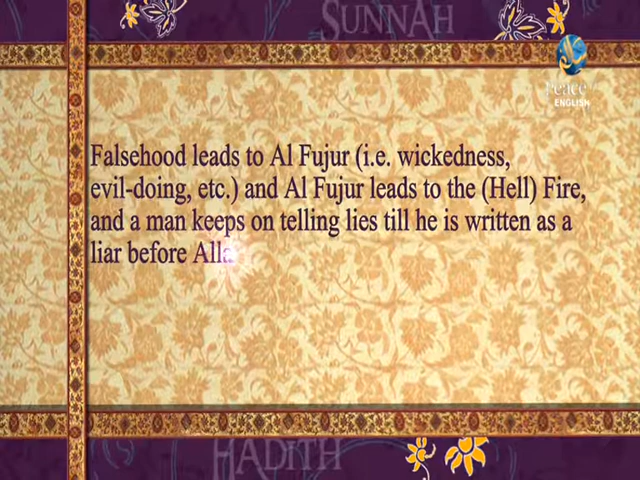 SUNNAH
Peace
ENGLISH
Falsehood leads to Al Fujur (i.e. wickedness,
evil-doing, etc.) and Al Fujur leads to the (Hell) Fire,
and a man keeps on telling lies till he is written as a
liar before Alla
HADITH